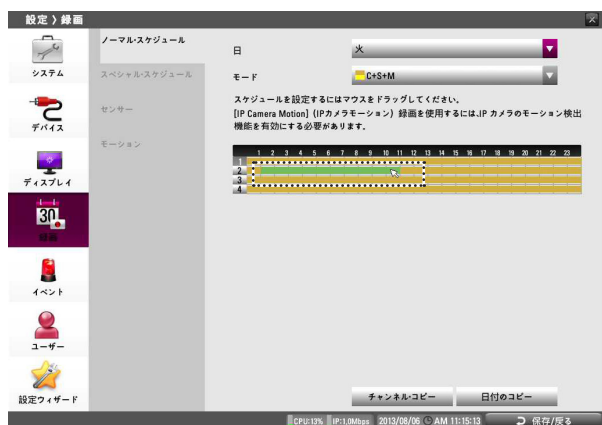 設定 〉録画
システム
デバイス
ディスプレイ
30
録画
イベント
ユーザー
設定ウィザード
ノーマル・スケジュール
スペシャル・スケジュール
センサー
モーション
日
火
モード
C+S+M
スケジュールを設定するにはマウスをドラッグしてください。
[IP Camera Motion] (IPカメラモーション) 録画を使用するには、IP カメラのモーション検出
機能を有効にする必要があります。
1 2 3 4 5 6 7 8 9 10 11 12 13 14 15 16 17 18 19 20 21 22 23
1
2
3
4
チャンネル・コピー
日付のコピー
CPU:13% IP:1.0Mbps 2013/08/06 AM 11:15:13
保存/戻る